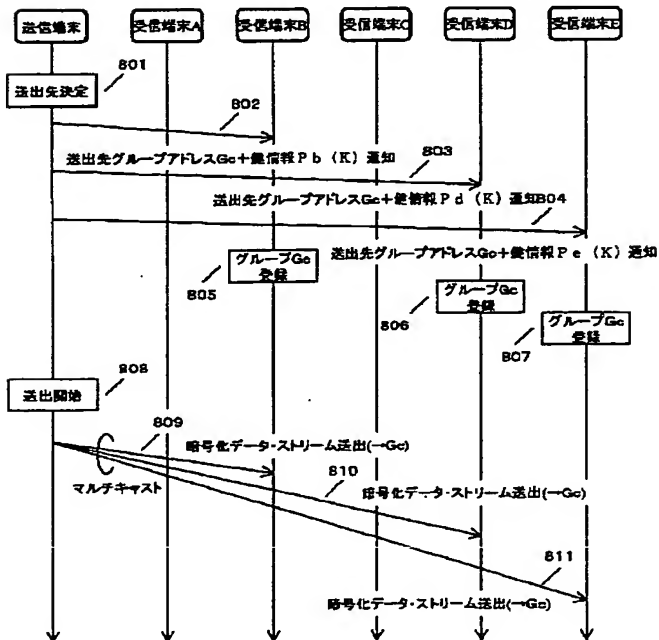 送信端末
受信端末A
受信端末B
受信端末C
受信端末D
受信端末E
801
送出先決定
802
送出先グループアドレスGc+鍵情報Pb(K)通知
803
送出先グループアドレスGc+鍵情報Pd(K)通知
804
送出先グループアドレスGc+鍵情報Pe(K)通知
805
グループGc
登録
806
グループGc
登録
807
グループGc
登録
808
送出開始
809
暗号化データ・ストリーム送出(→Gc)
マルチキャスト
810
暗号化データ・ストリーム送出(→Gc)
811
暗号化データ・ストリーム送出(→Gc)